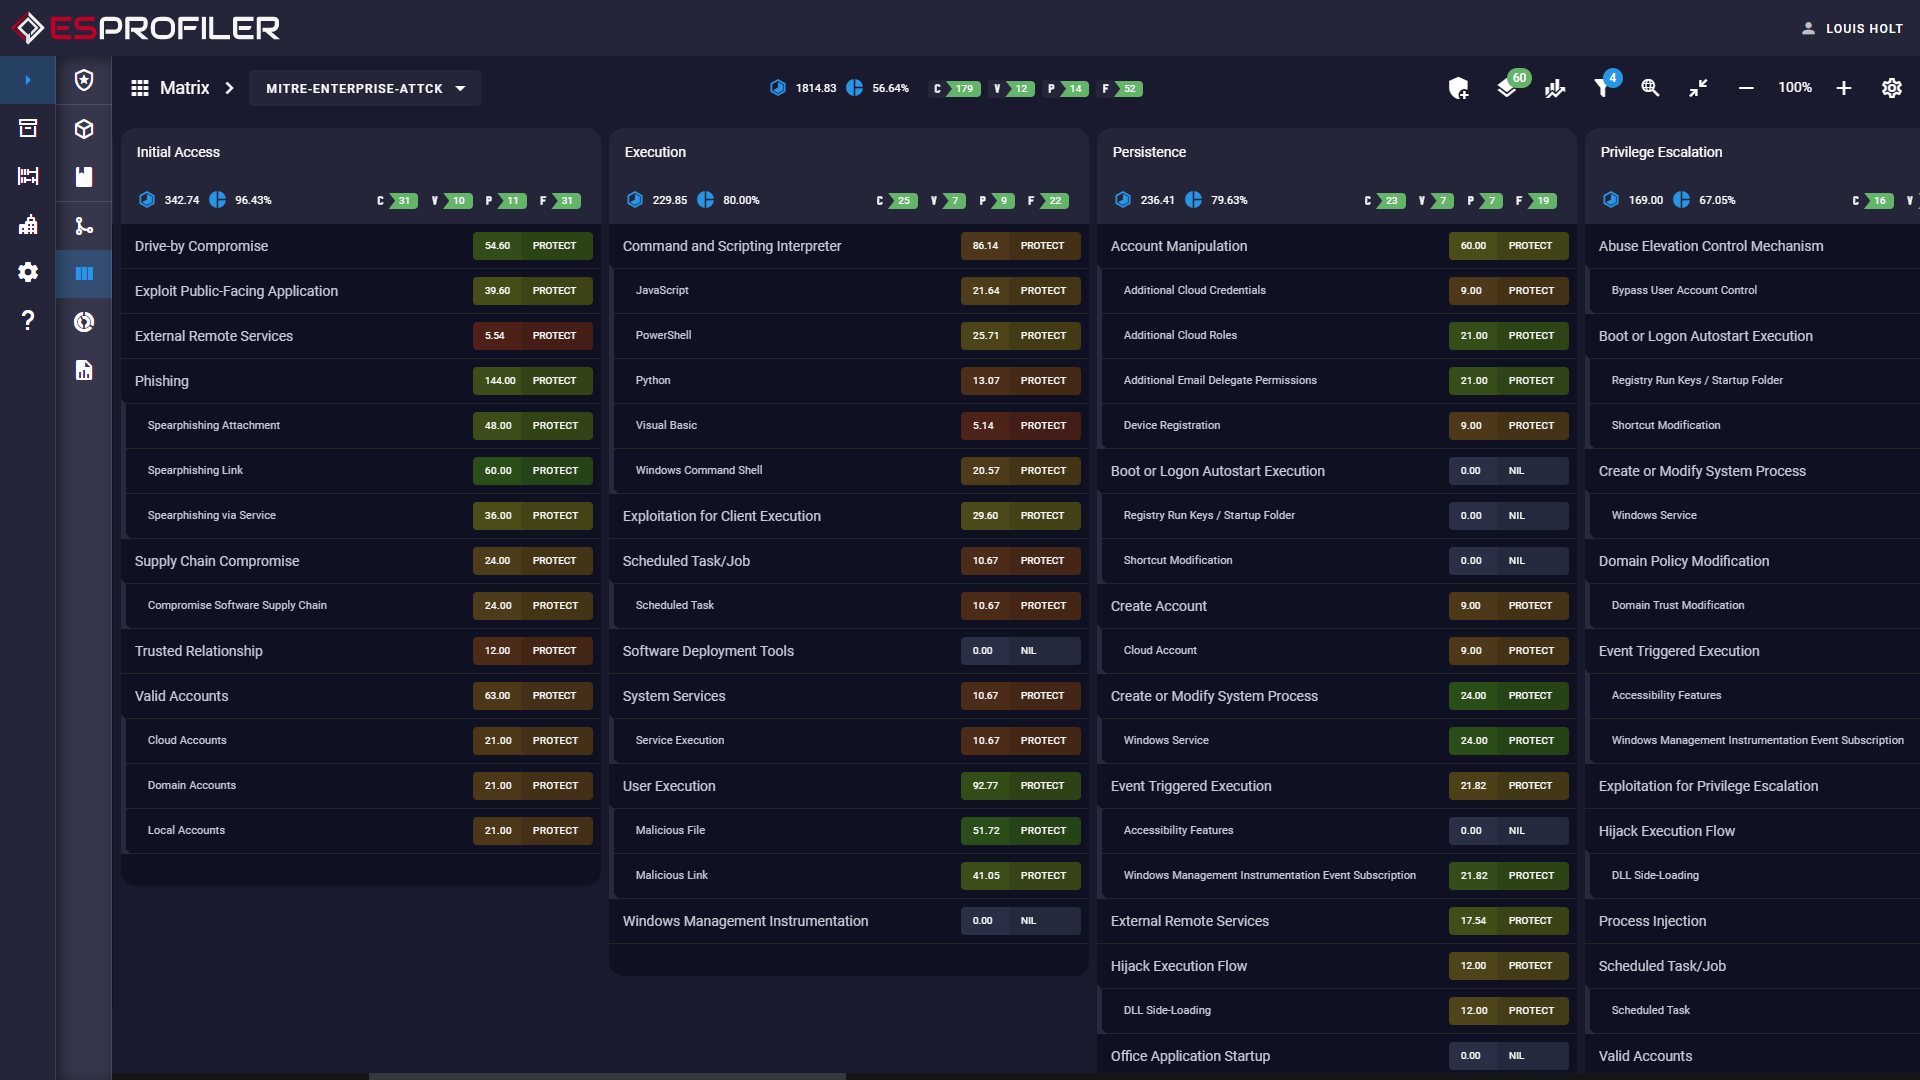 ESPROFILER
LOUIS HOLT
Matrix
MITRE-ENTERPRISE-ATTCK
1814.83 56.64% C 179 V 12 P 14 F 52
60
4
100%
Initial Access
342.74 96.43% C 31 V 10 P 11 F 31
Drive-by Compromise 54.60 PROTECT
Exploit Public-Facing Application 39.60 PROTECT
External Remote Services 5.54 PROTECT
Phishing 144.00 PROTECT
Spearphishing Attachment 48.00 PROTECT
Spearphishing Link 60.00 PROTECT
Spearphishing via Service 36.00 PROTECT
Supply Chain Compromise 24.00 PROTECT
Compromise Software Supply Chain 24.00 PROTECT
Trusted Relationship 12.00 PROTECT
Valid Accounts 63.00 PROTECT
Cloud Accounts 21.00 PROTECT
Domain Accounts 21.00 PROTECT
Local Accounts 21.00 PROTECT
Execution
229.85 80.00% C 25 V 7 P 9 F 22
Command and Scripting Interpreter 86.14 PROTECT
JavaScript 21.64 PROTECT
PowerShell 25.71 PROTECT
Python 13.07 PROTECT
Visual Basic 5.14 PROTECT
Windows Command Shell 20.57 PROTECT
Exploitation for Client Execution 29.60 PROTECT
Scheduled Task/Job 10.67 PROTECT
Scheduled Task 10.67 PROTECT
Software Deployment Tools 0.00 NIL
System Services 10.67 PROTECT
Service Execution 10.67 PROTECT
User Execution 92.77 PROTECT
Malicious File 51.72 PROTECT
Malicious Link 41.05 PROTECT
Windows Management Instrumentation 0.00 NIL
Persistence
236.41 79.63% C 23 V 7 P 7 F 19
Account Manipulation 60.00 PROTECT
Additional Cloud Credentials 9.00 PROTECT
Additional Cloud Roles 21.00 PROTECT
Additional Email Delegate Permissions 21.00 PROTECT
Device Registration 9.00 PROTECT
Boot or Logon Autostart Execution 0.00 NIL
Registry Run Keys / Startup Folder 0.00 NIL
Shortcut Modification 0.00 NIL
Create Account 9.00 PROTECT
Cloud Account 9.00 PROTECT
Create or Modify System Process 24.00 PROTECT
Windows Service 24.00 PROTECT
Event Triggered Execution 21.82 PROTECT
Accessibility Features 0.00 NIL
Windows Management Instrumentation Event Subscription 21.82 PROTECT
External Remote Services 17.54 PROTECT
Hijack Execution Flow 12.00 PROTECT
DLL Side-Loading 12.00 PROTECT
Office Application Startup 0.00 NIL
Privilege Escalation
169.00 67.05% C 16 V
Abuse Elevation Control Mechanism
Bypass User Account Control
Boot or Logon Autostart Execution
Registry Run Keys / Startup Folder
Shortcut Modification
Create or Modify System Process
Windows Service
Domain Policy Modification
Domain Trust Modification
Event Triggered Execution
Accessibility Features
Windows Management Instrumentation Event Subscription
Exploitation for Privilege Escalation
Hijack Execution Flow
DLL Side-Loading
Process Injection
Scheduled Task/Job
Scheduled Task
Valid Accounts